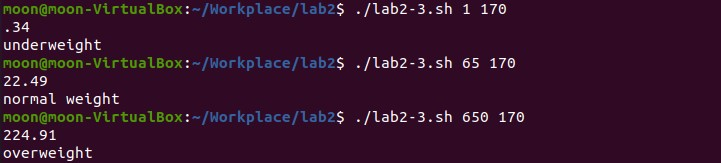 moon@moon-VirtualBox:~/Workplace/lab2$ ./lab2-3.sh 1 170
.34
underweight
moon@moon-VirtualBox:~/Workplace/lab2$ ./lab2-3.sh 65 170
22.49
normal weight
moon@moon-VirtualBox:~/Workplace/lab2$ ./lab2-3.sh 650 170
224.91
overweight